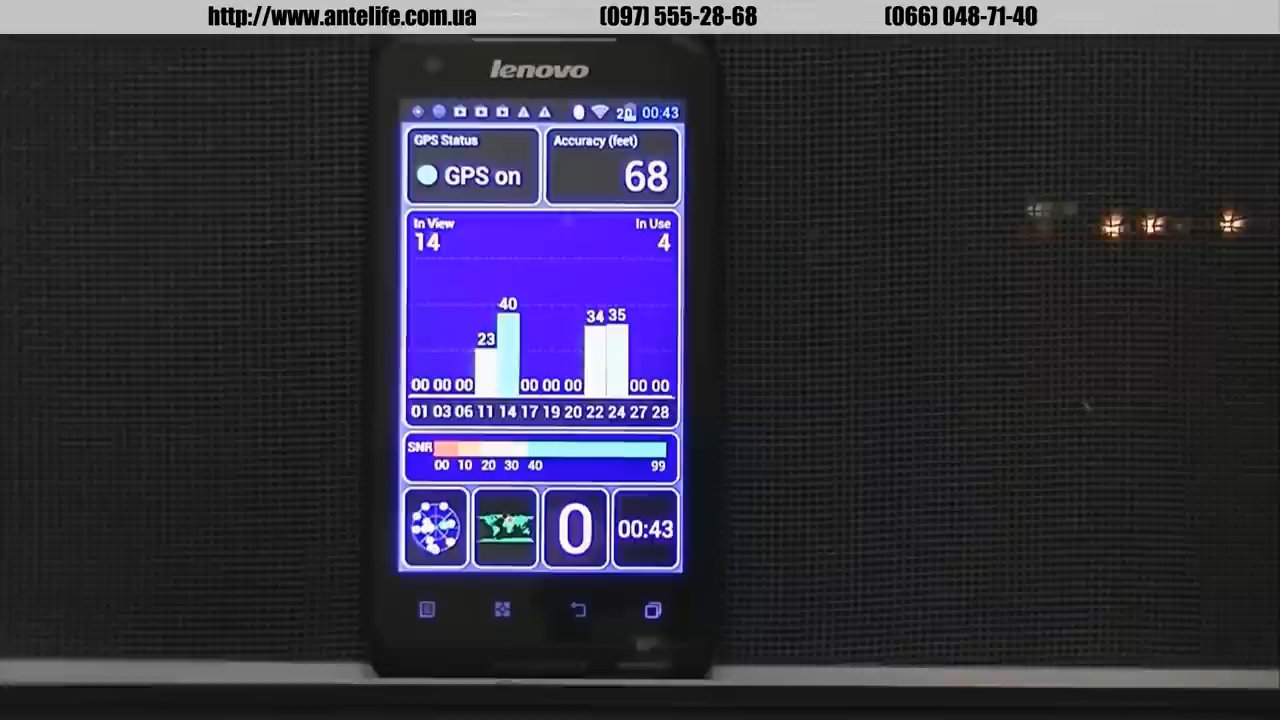 http://www.antelife.com.ua (097) 555-28-68 (066) 048-71-40
lenovo
00:43
GPS Status
GPS on
Accuracy (feet)
68
In View
14
In Use
4
40
23
34 35
00 00 00 00 00 00 00 00
01 03 06 11 14 17 19 20 22 24 27 28
SNR
00 10 20 30 40 99
0
00:43